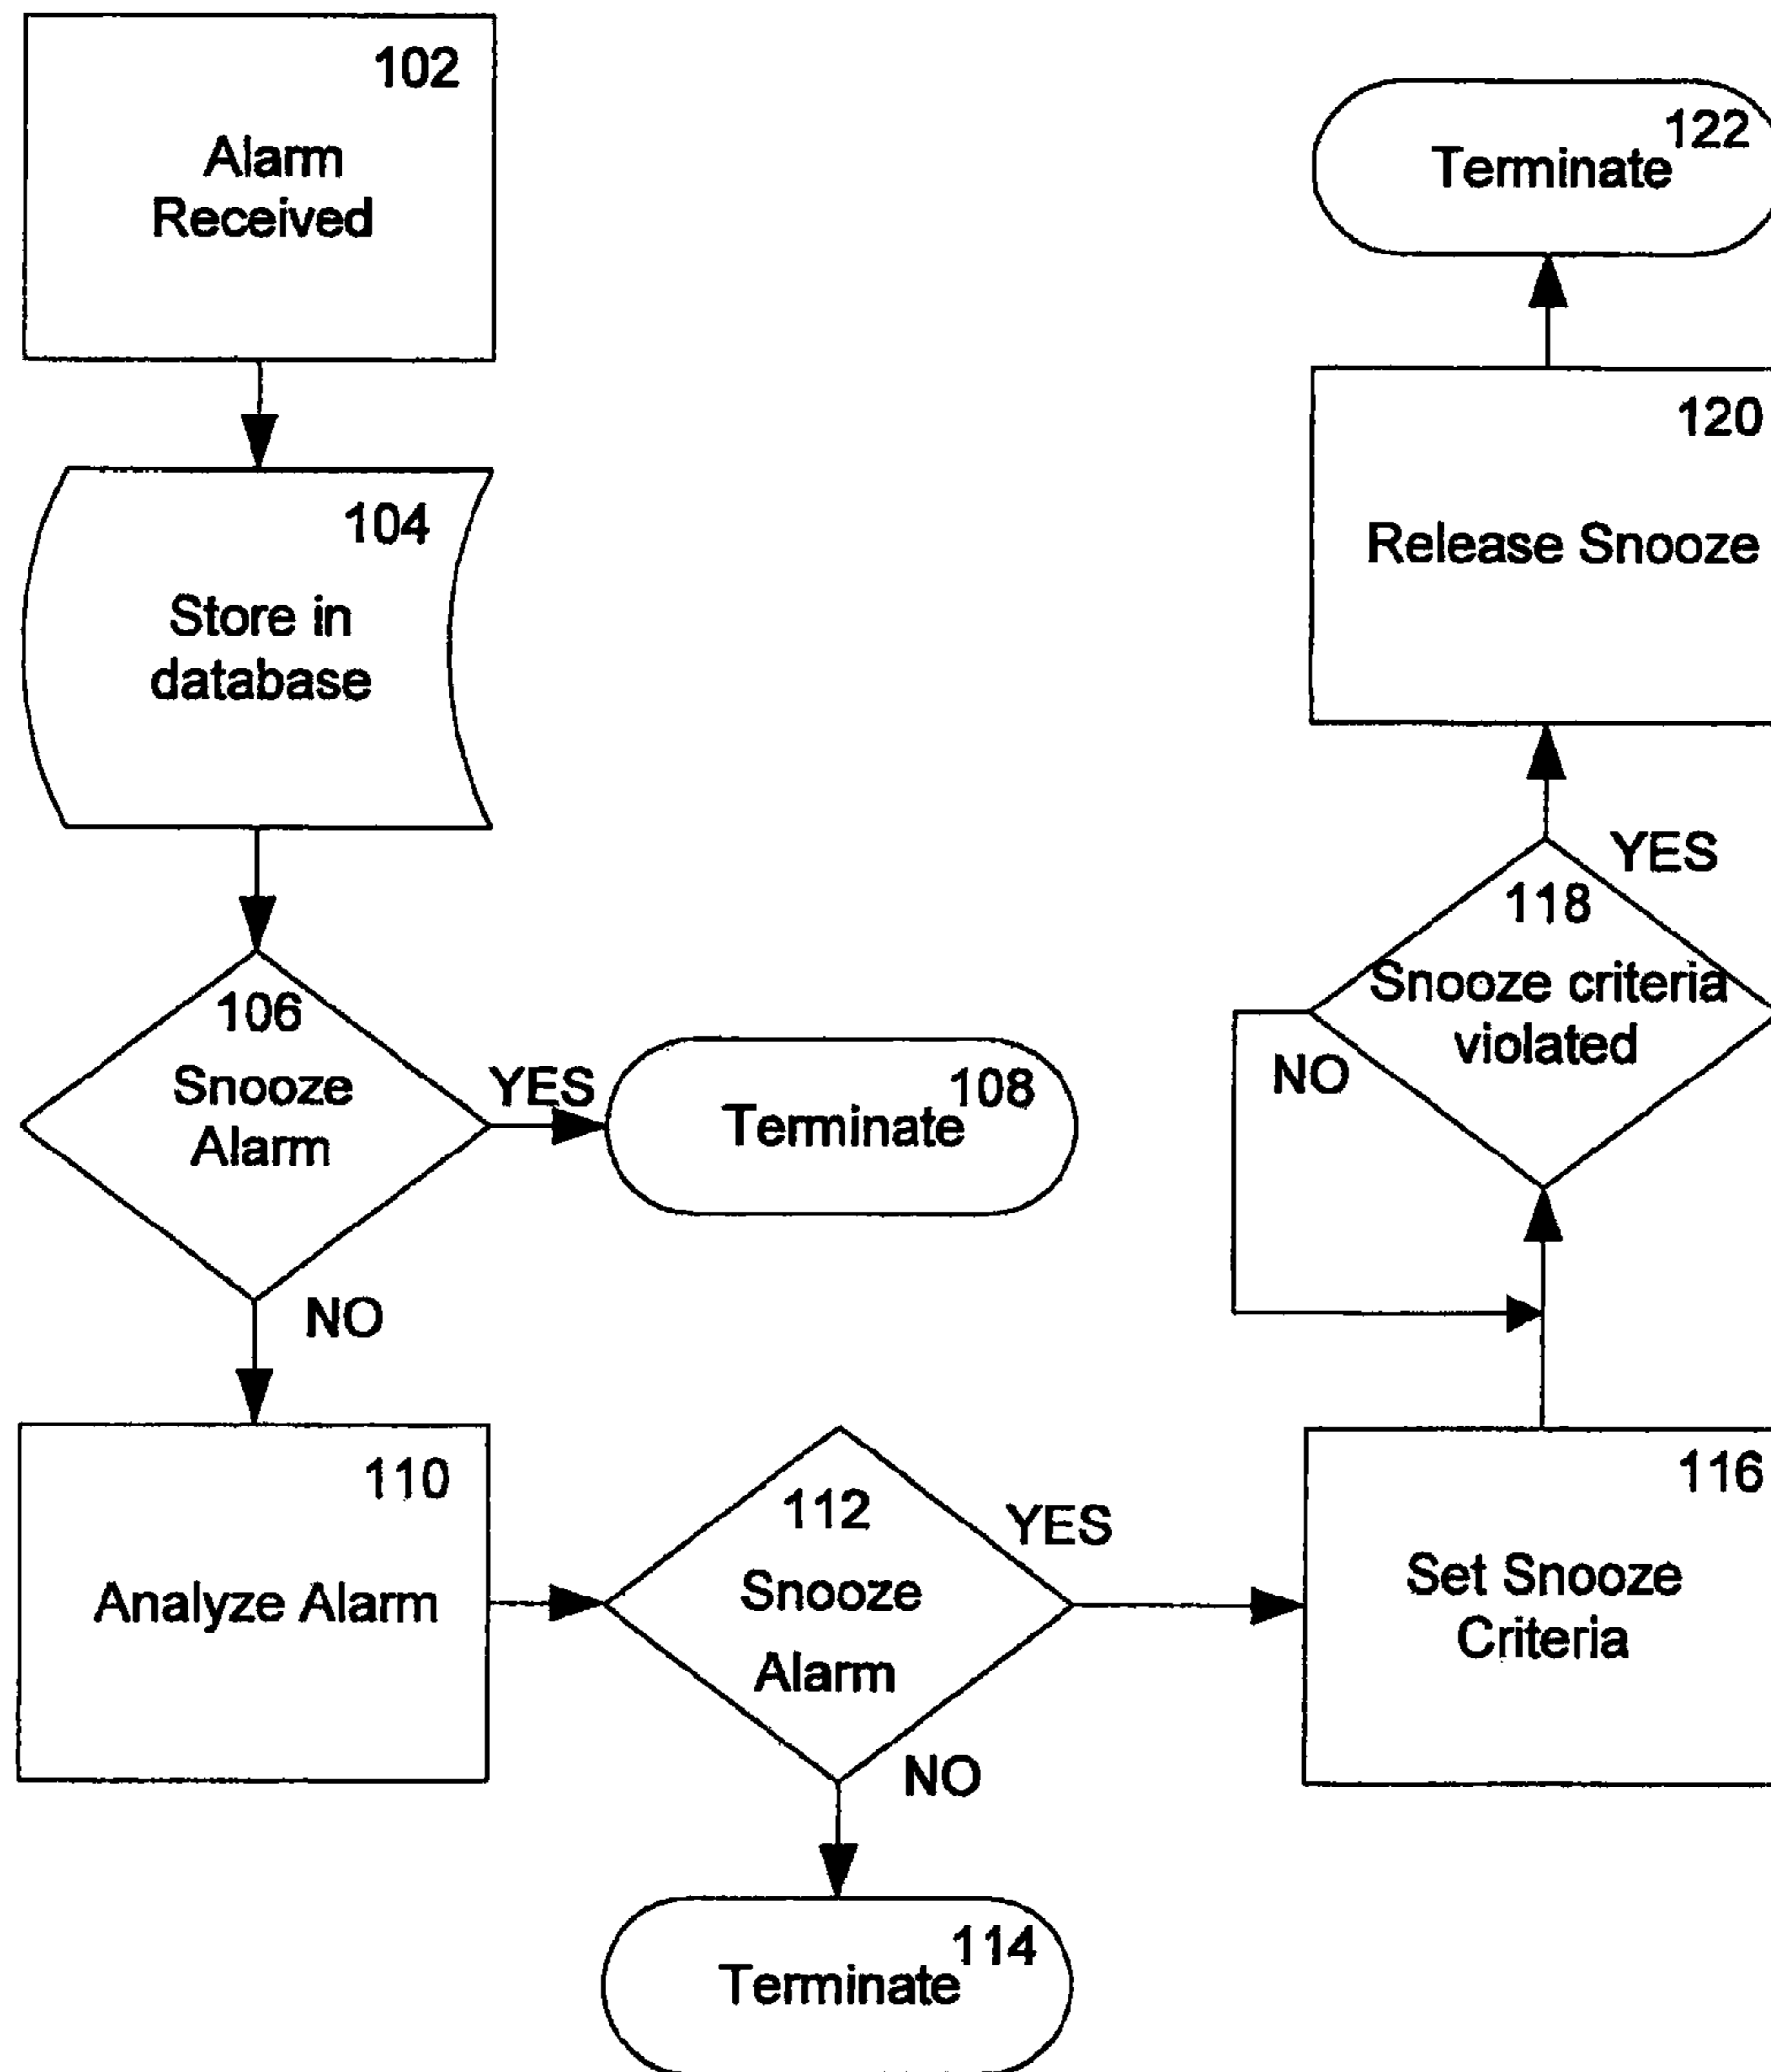 102
Alarm
Received
104
Store in
database
106
Snooze
Alarm
YES
108
Terminate
NO
110
Analyze Alarm
112
Snooze
Alarm
YES
NO
114
Terminate
116
Set Snooze
Criteria
118
Snooze criteria
violated
NO
YES
120
Release Snooze
122
Terminate